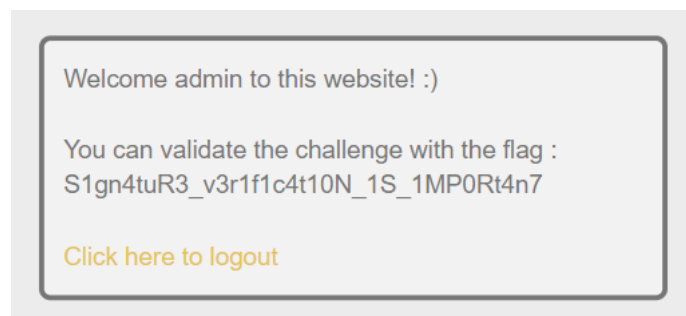 Welcome admin to this website! :)
You can validate the challenge with the flag :
S1gn4tuR3_v3r1f1c4t10N_1S_1MP0Rt4n7
Click here to logout